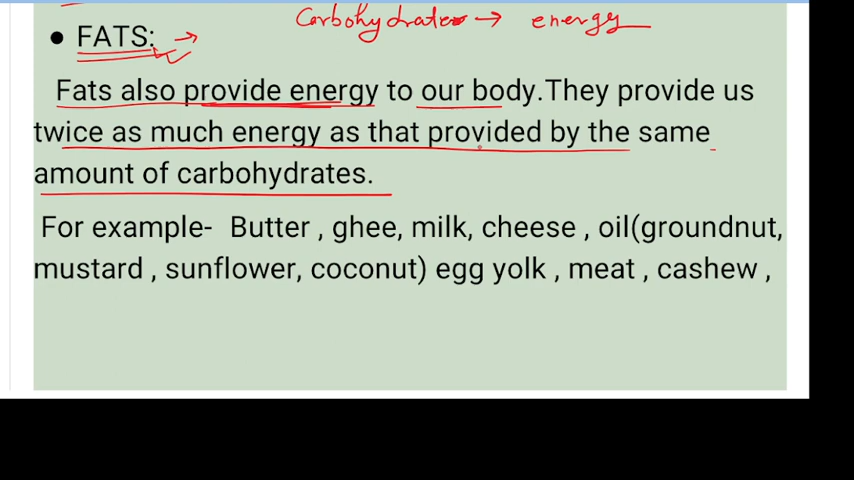 Carbohydrates → energy
● FATS: →
Fats also provide energy to our body.They provide us
twice as much energy as that provided by the same
amount of carbohydrates.
For example- Butter , ghee, milk, cheese , oil(groundnut,
mustard , sunflower, coconut) egg yolk , meat , cashew ,